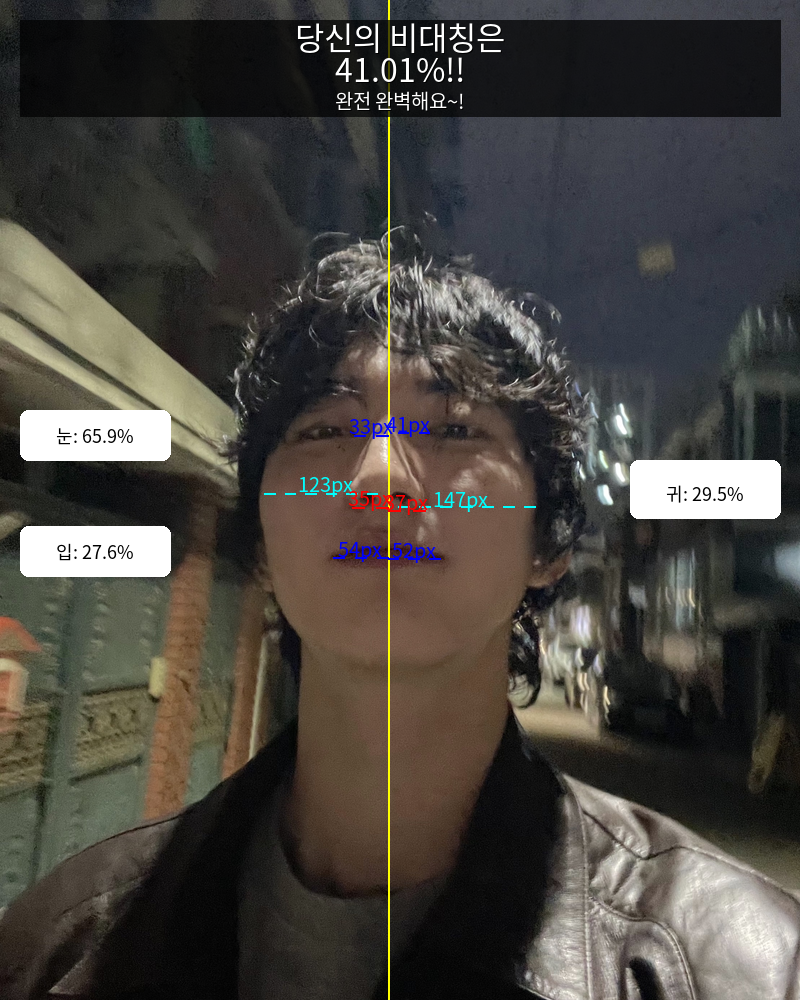 당신의 비대칭은
41.01%!!
완전 완벽해요~!
33px
41px
눈: 65.9%
123px
147px
귀: 29.5%
54px
52px
입: 27.6%